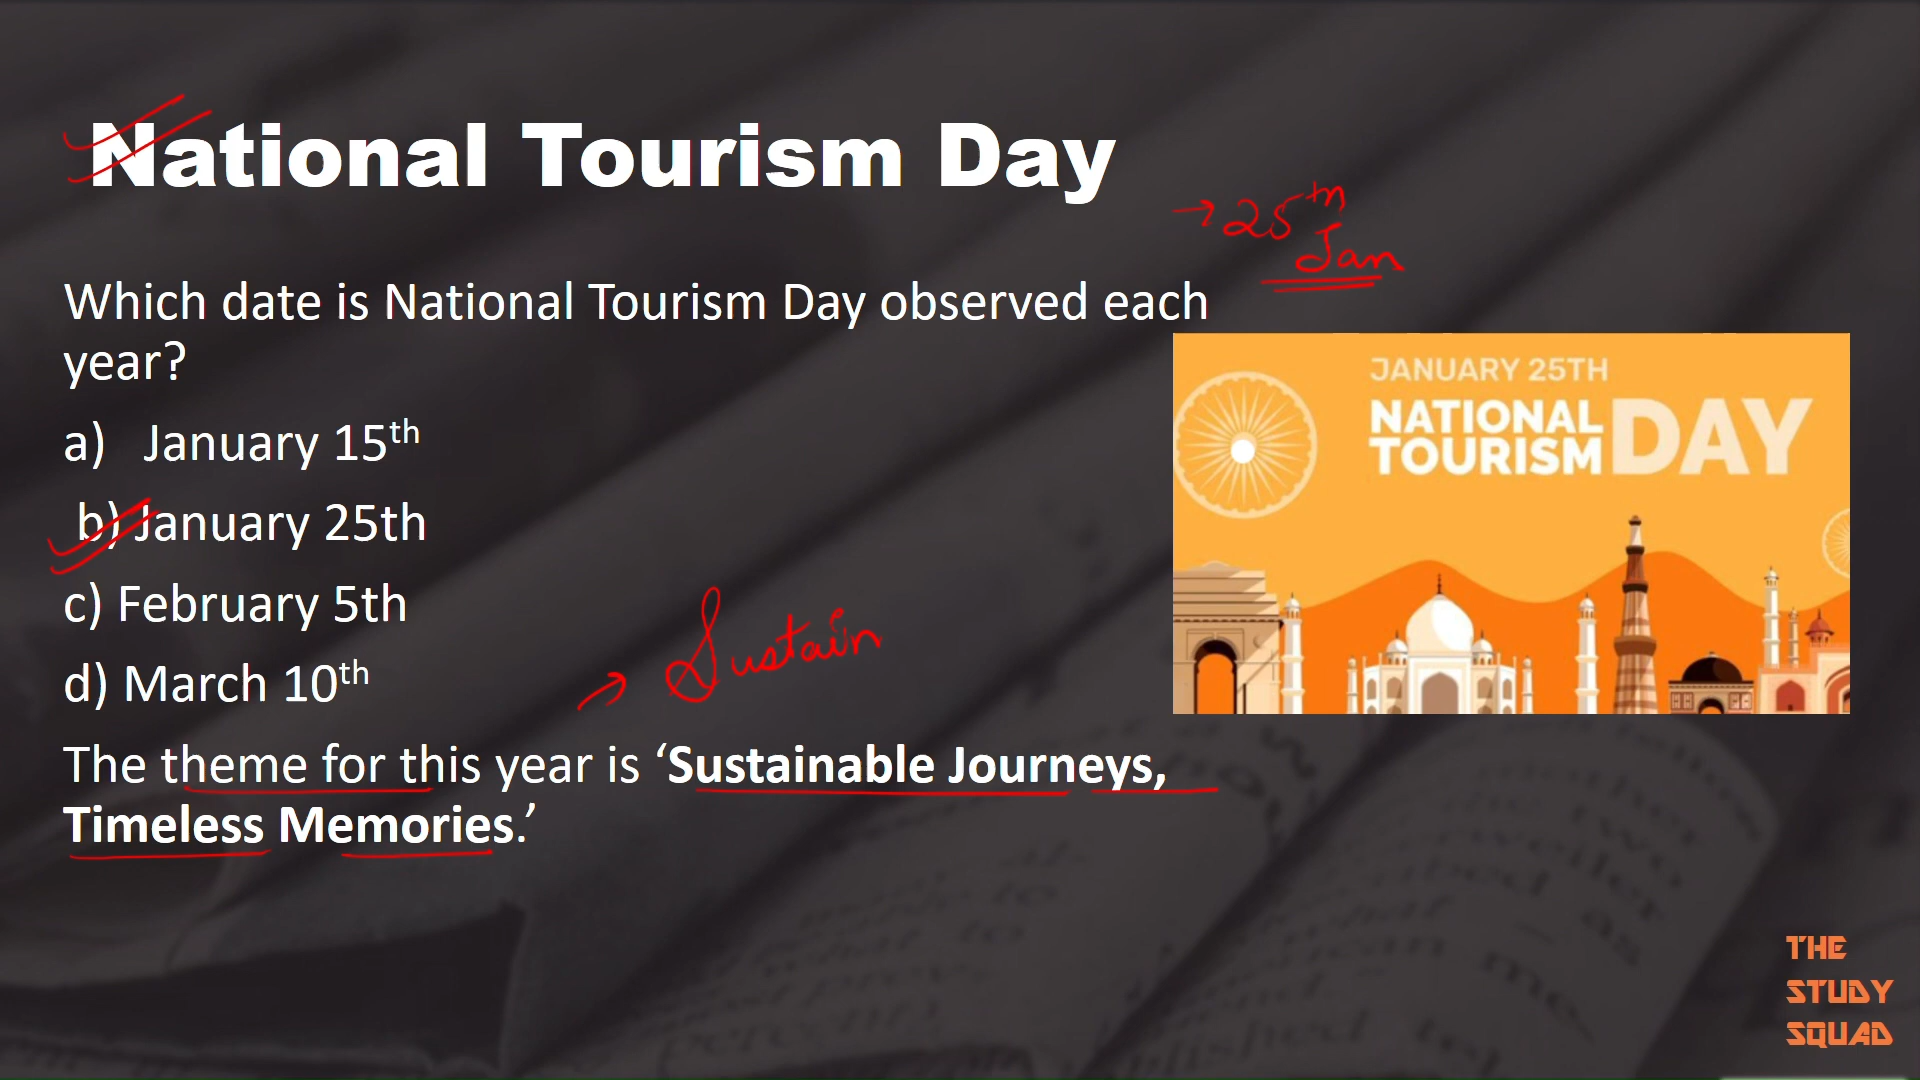 National Tourism Day
→ 25th
Jan
Which date is National Tourism Day observed each
year?
a) January 15th
b) January 25th
c) February 5th
d) March 10th
→ Sustain
The theme for this year is ‘Sustainable Journeys,
Timeless Memories.’
JANUARY 25TH
NATIONAL
TOURISM DAY
THE
STUDY
SQUAD